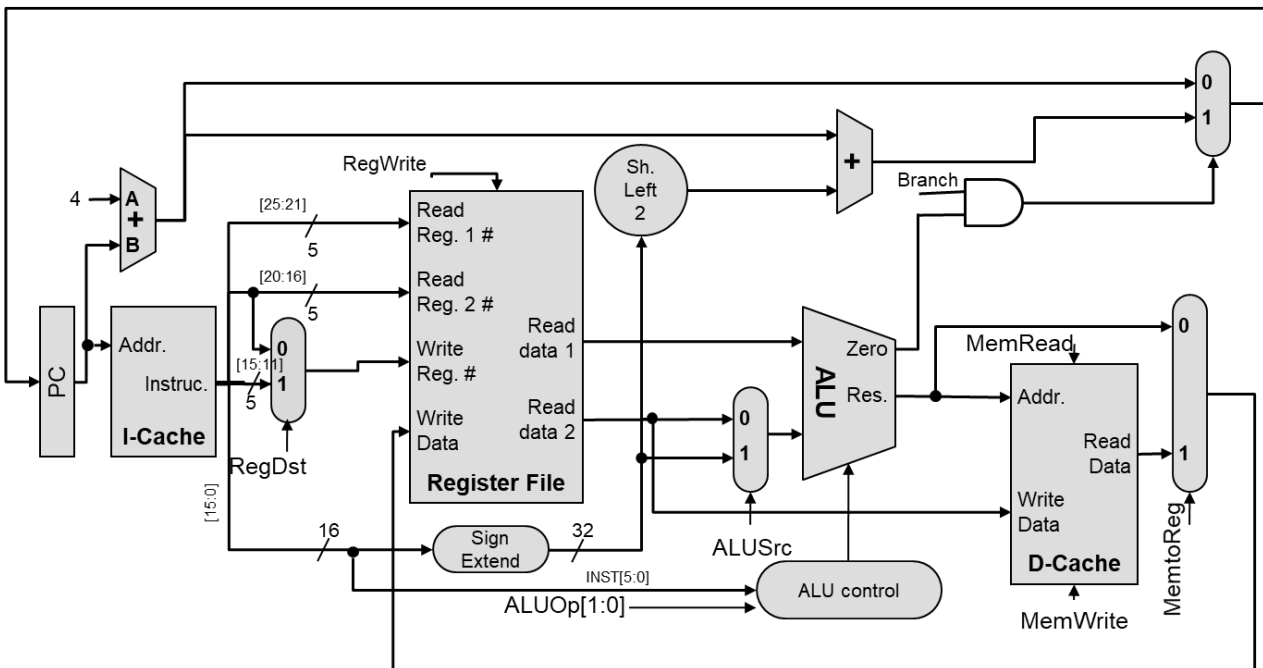 0
1
+
Sh.
Left
2
RegWrite
Branch
4
A
+
B
[25:21]
5
Read
Reg. 1 #
[20:16]
5
Read
Reg. 2 #
PC
Addr.
Instruc.
I-Cache
[15:11]
5
0
1
RegDst
Write
Reg. #
Write
Data
Read
data 1
Read
data 2
Register File
0
1
ALUSrc
ALU
Zero
Res.
MemRead
Addr.
Read
Data
Write
Data
D-Cache
MemWrite
0
1
MemtoReg
[15:0]
16
Sign
Extend
32
INST[5:0]
ALUOp[1:0]
ALU control